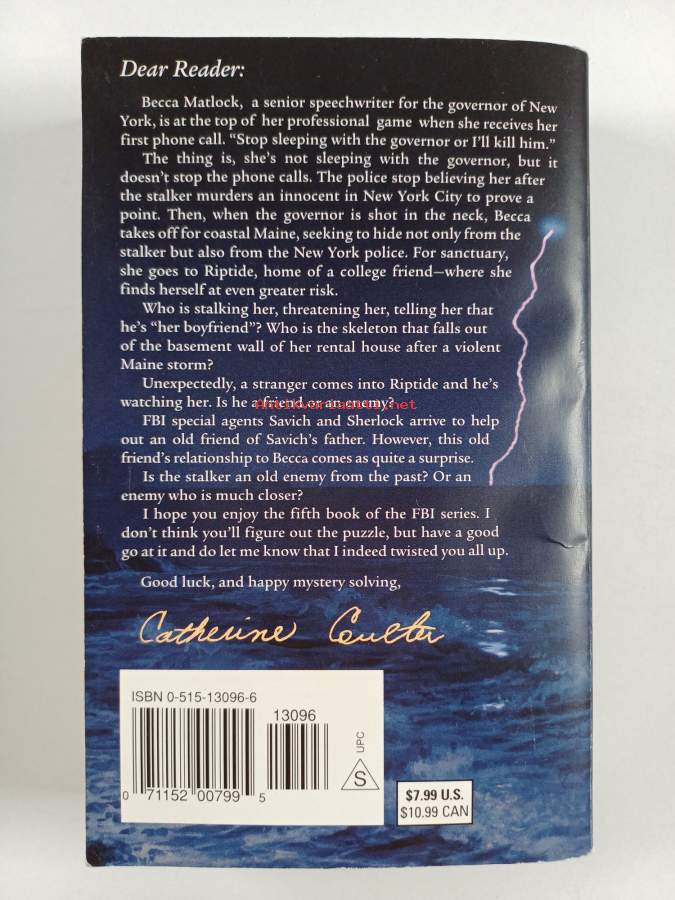 Dear Reader:
Becca Matlock, a senior speechwriter for the governor of New
York, is at the top of her professional game when she receives her
first phone call. “Stop sleeping with the governor or I’ll kill him.”
The thing is, she’s not sleeping with the governor, but it
doesn’t stop the phone calls. The police stop believing her after
the stalker murders an innocent in New York City to prove a
point. Then, when the governor is shot in the neck, Becca
takes off for coastal Maine, seeking to hide not only from the
stalker but also from the New York police. For sanctuary,
she goes to Riptide, home of a college friend—where she
finds herself at even greater risk.
Who is stalking her, threatening her, telling her that
he’s “her boyfriend”? Who is the skeleton that falls out
of the basement wall of her rental house after a violent
Maine storm?
Unexpectedly, a stranger comes into Riptide and he’s
watching her. Is he a friend or an enemy?
Antikvariaatti.net
FBI special agents Savich and Sherlock arrive to help
out an old friend of Savich’s father. However, this old
friend’s relationship to Becca comes as quite a surprise.
Is the stalker an old enemy from the past? Or an
enemy who is much closer?
I hope you enjoy the fifth book of the FBI series. I
don’t think you’ll figure out the puzzle, but have a good
go at it and do let me know that I indeed twisted you all up.
Good luck, and happy mystery solving,
Catherine Coulter
ISBN 0-515-13096-6
13096
UPC
S
0 71152 00799 5
$7.99 U.S.
$10.99 CAN